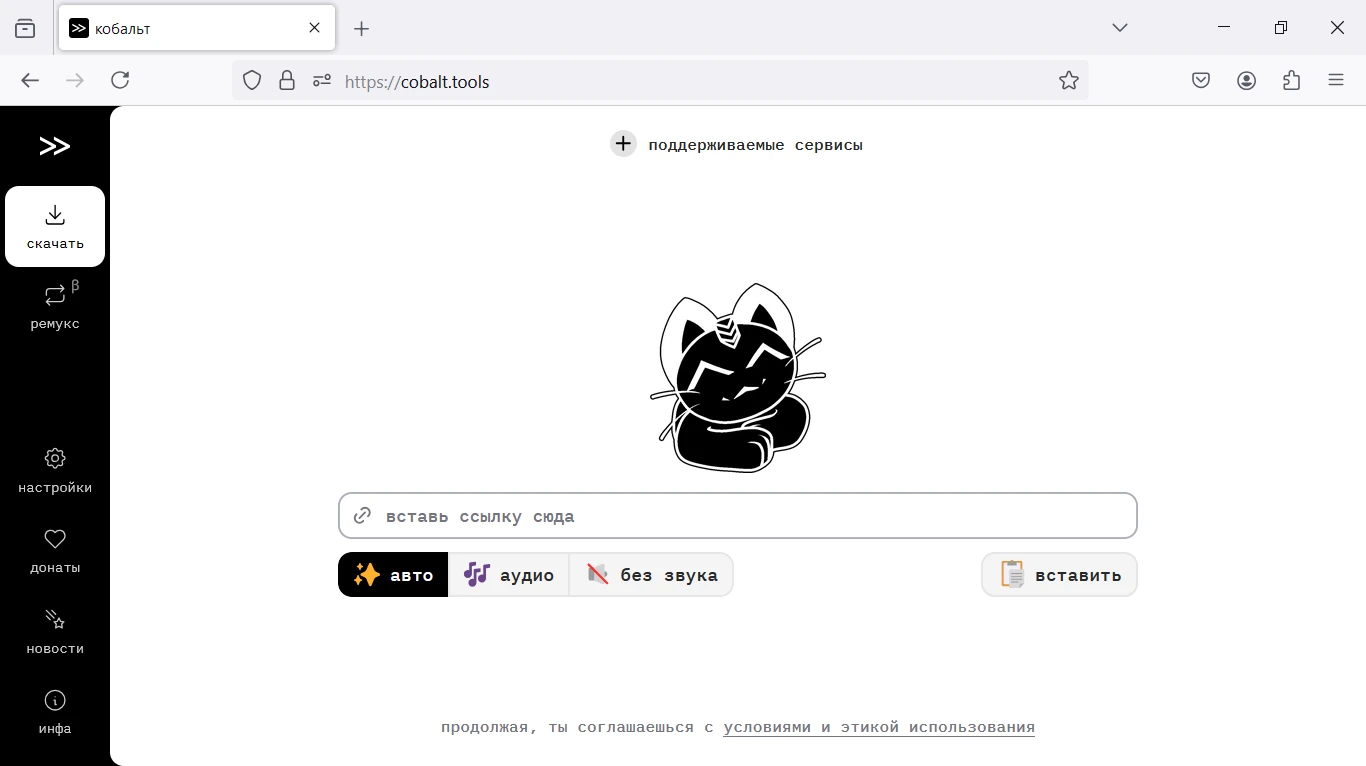 кобальт
https://cobalt.tools
поддерживаемые сервисы
скачать
β
ремукс
настройки
донаты
новости
инфа
вставь ссылку сюда
авто
аудио
без звука
вставить
продолжая, ты соглашаешься с условиями и этикой использования